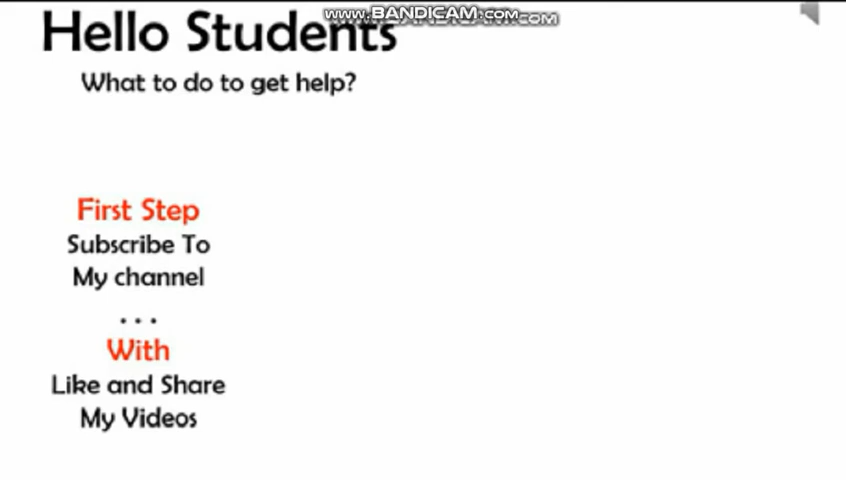 www.BANDICAM.com
Hello Students
What to do to get help?
First Step
Subscribe To
My channel
...
With
Like and Share
My Videos